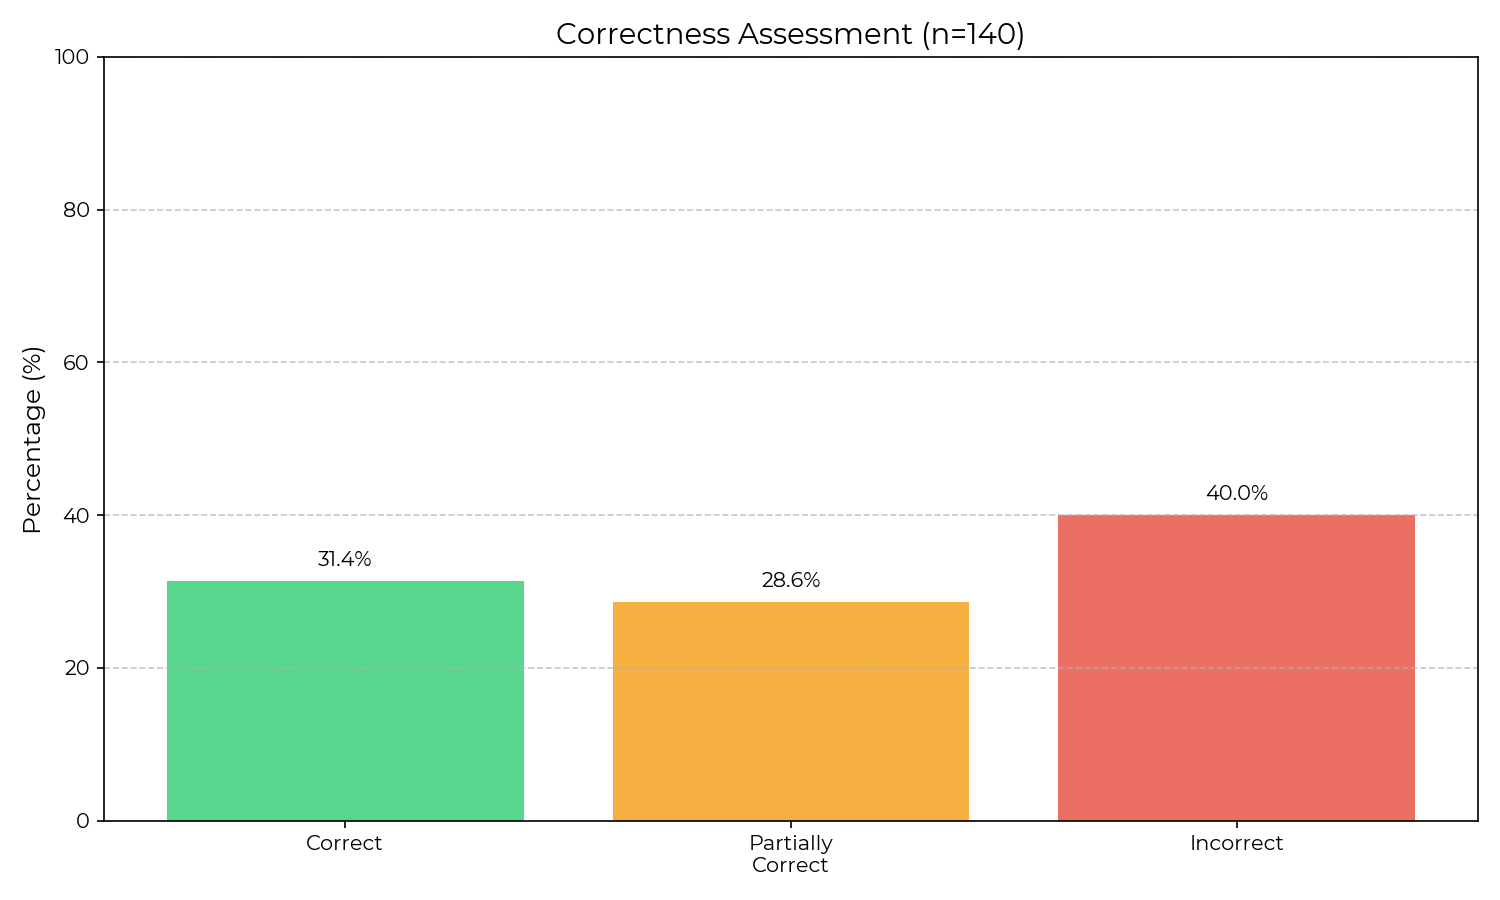 Correctness Assessment (n=140)
100
80
60
40
20
0
Percentage (%)
31.4%
28.6%
40.0%
Correct
Partially
Correct
Incorrect